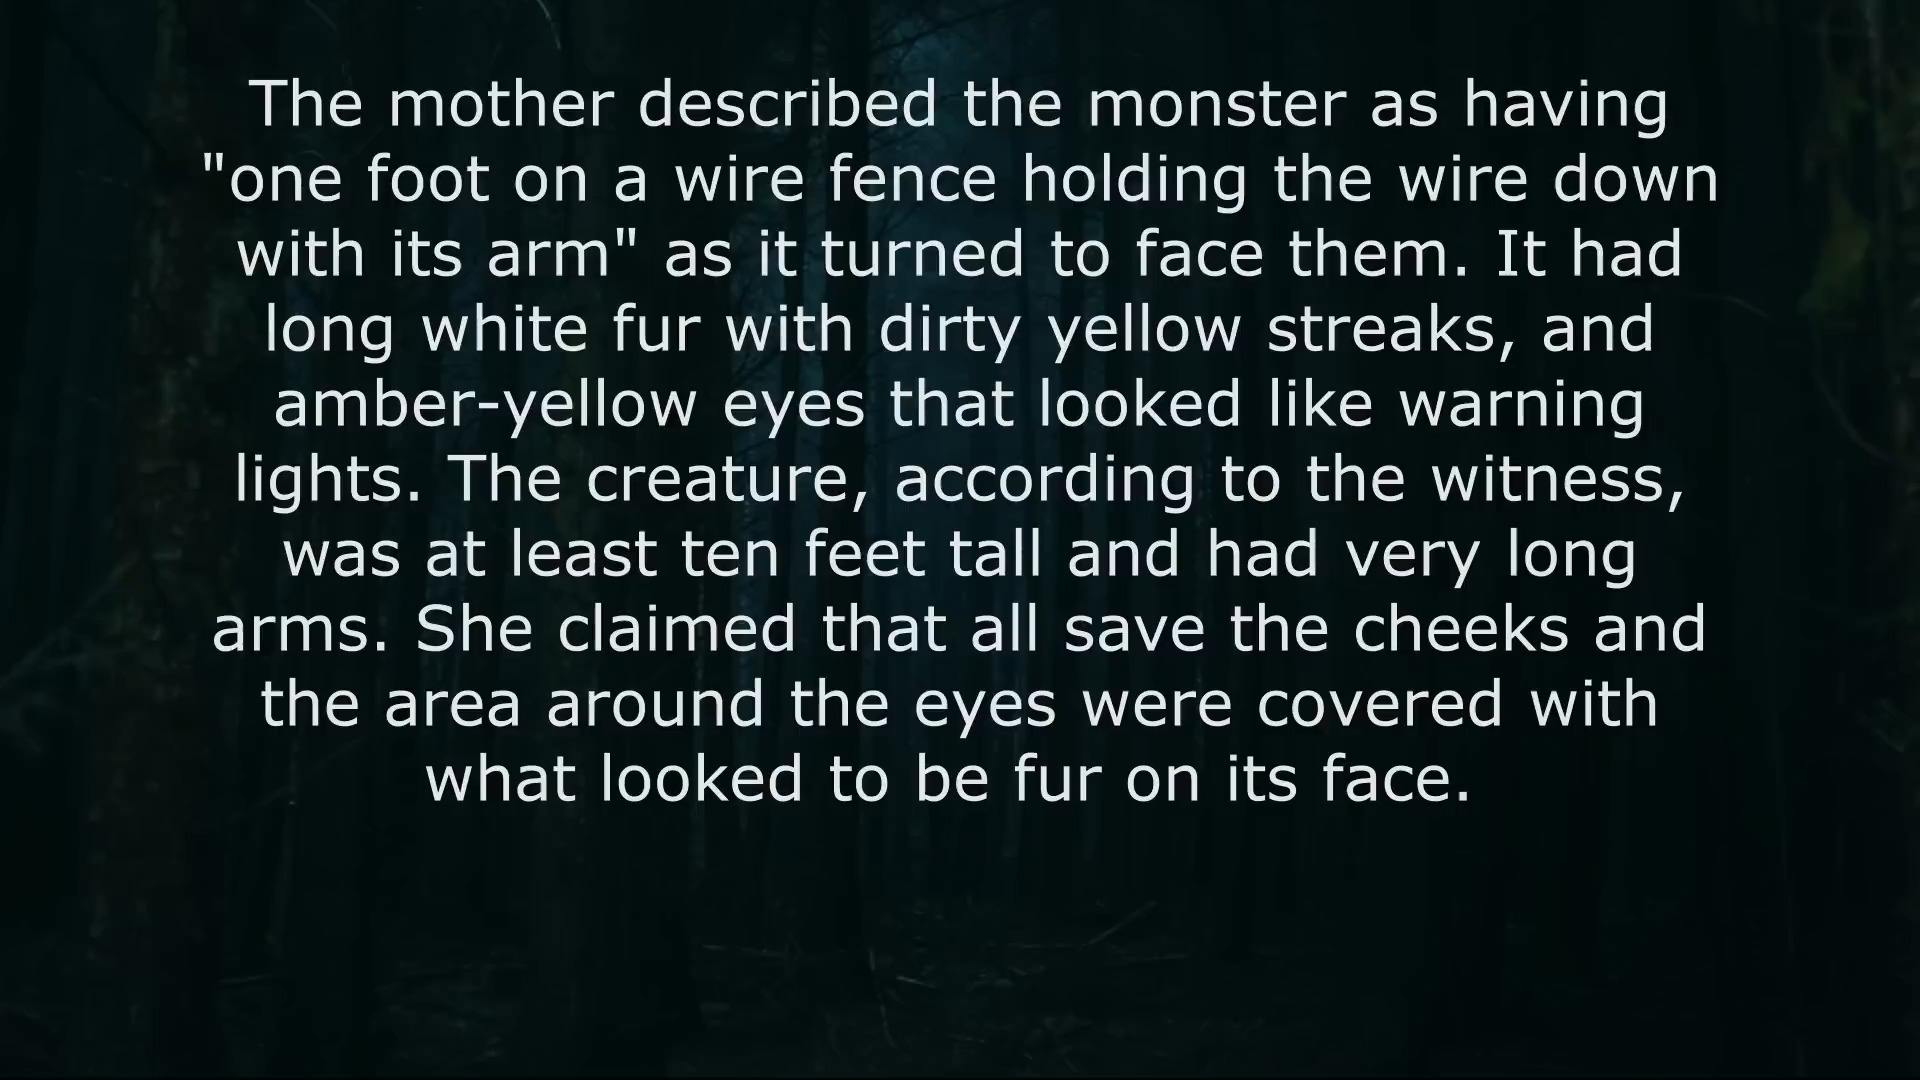 The mother described the monster as having
"one foot on a wire fence holding the wire down
with its arm" as it turned to face them. It had
long white fur with dirty yellow streaks, and
amber-yellow eyes that looked like warning
lights. The creature, according to the witness,
was at least ten feet tall and had very long
arms. She claimed that all save the cheeks and
the area around the eyes were covered with
what looked to be fur on its face.